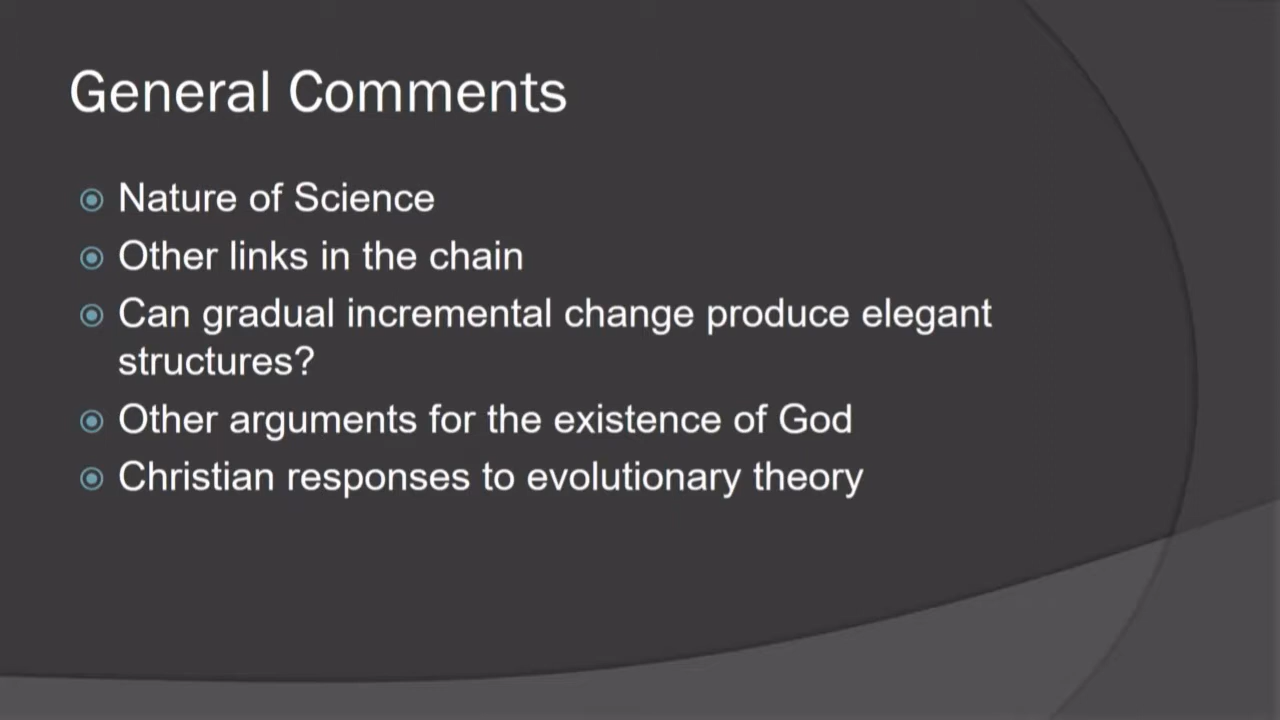 General Comments
Nature of Science
Other links in the chain
Can gradual incremental change produce elegant
structures?
Other arguments for the existence of God
Christian responses to evolutionary theory